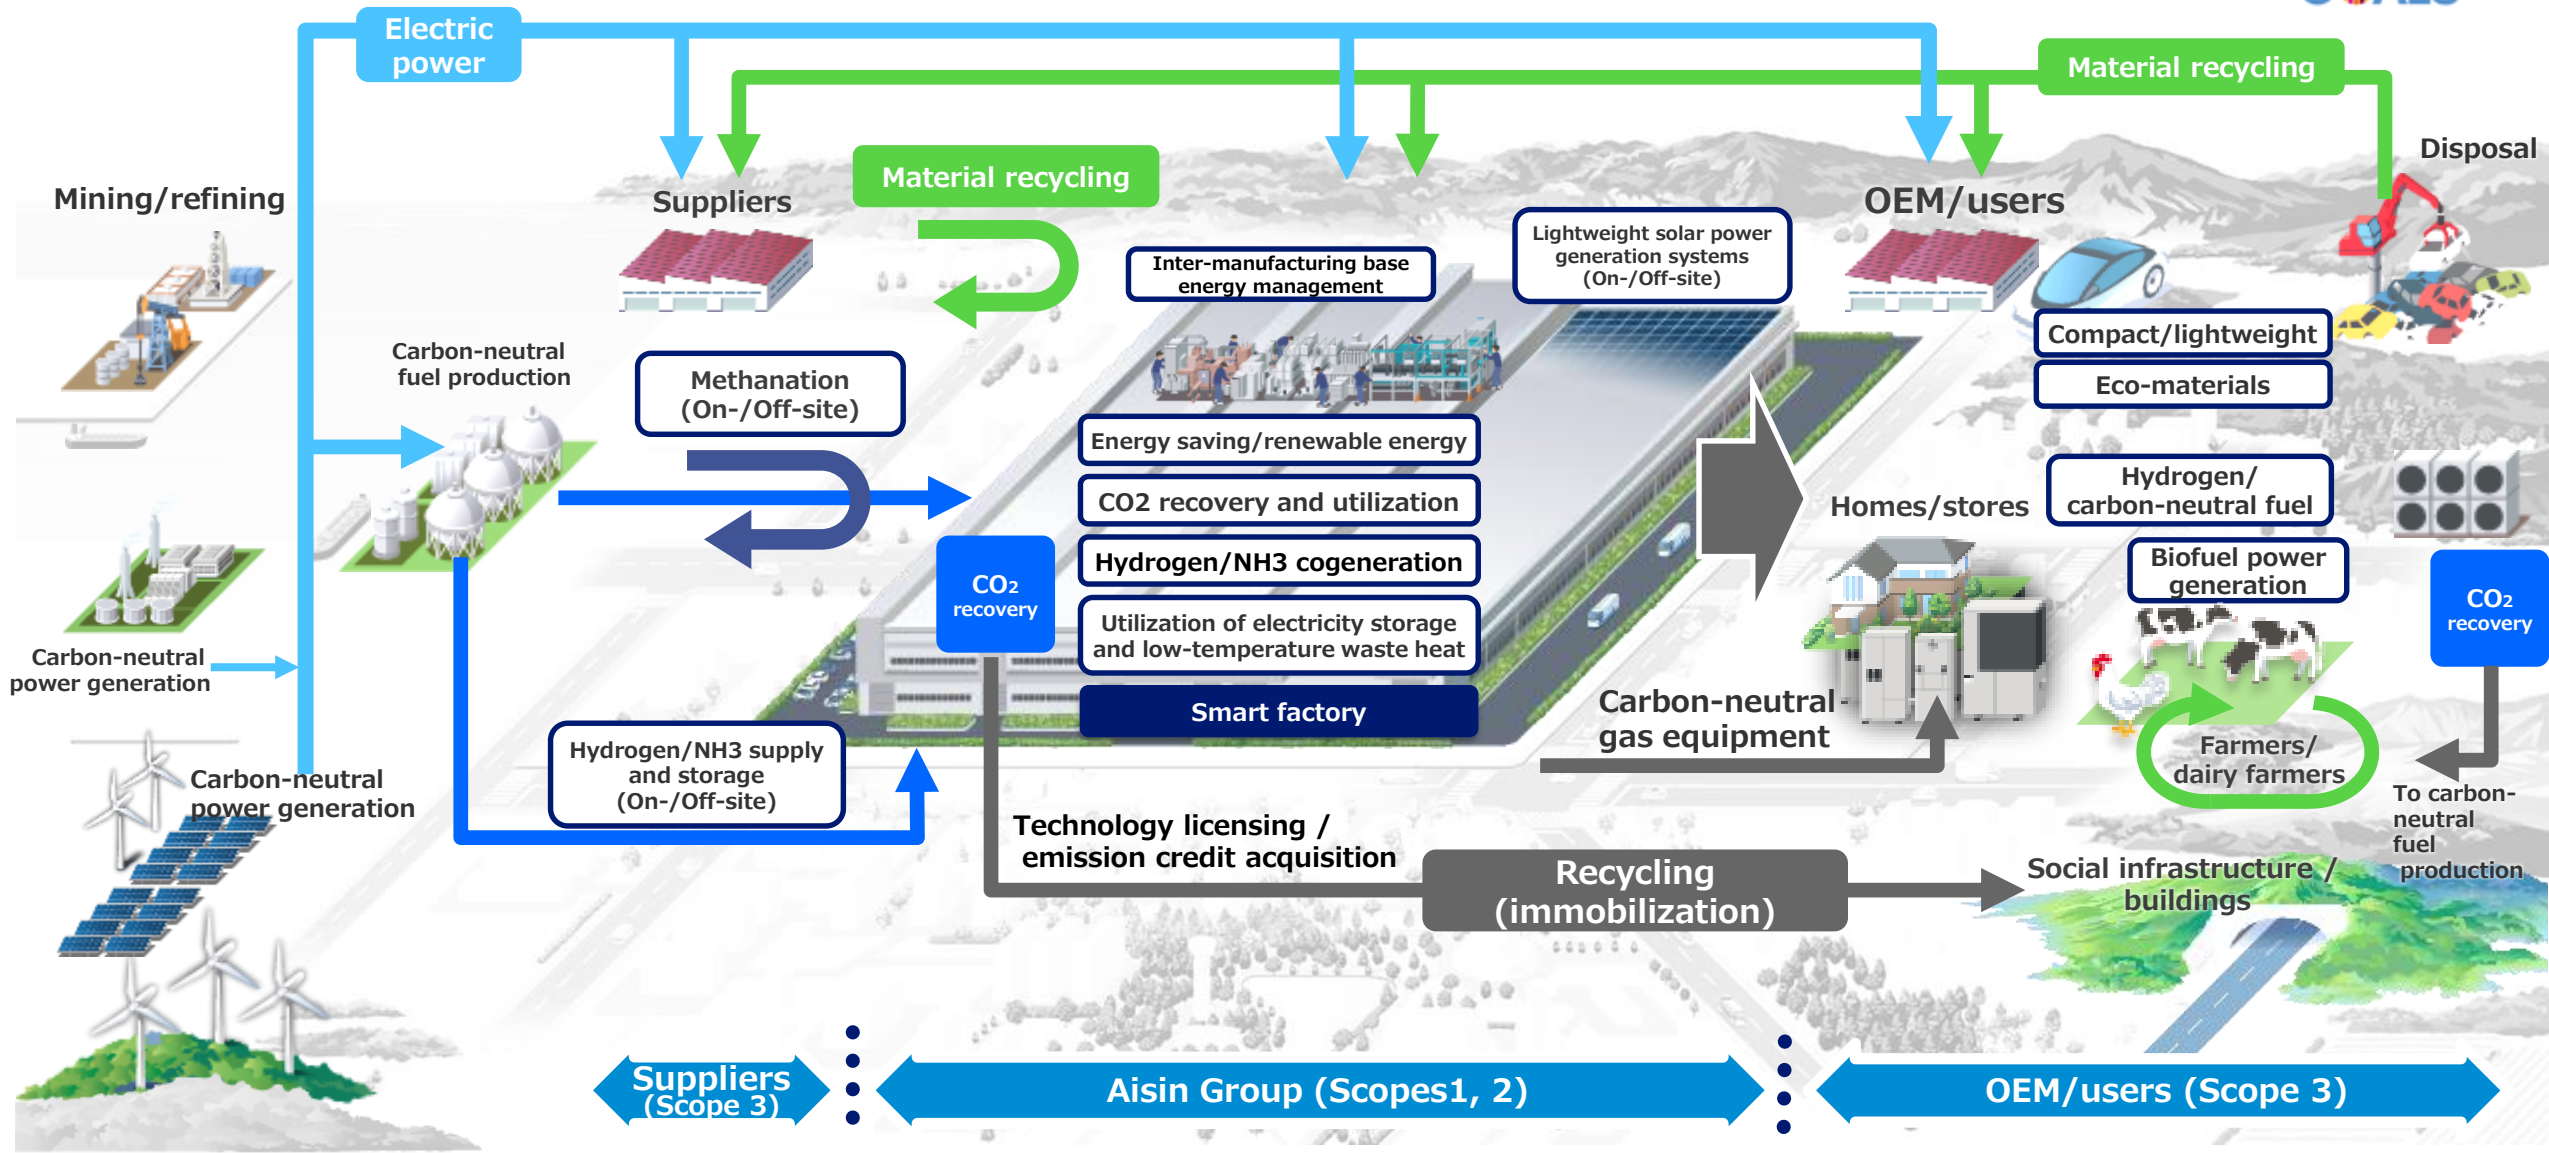 Electric
power
Material recycling
Disposal
Mining/refining
Suppliers
Material recycling
OEM/users
Inter-manufacturing base
energy management
Lightweight solar power
generation systems
(On-/Off-site)
Compact/lightweight
Eco-materials
Carbon-neutral
fuel production
Methanation
(On-/Off-site)
Energy saving/renewable energy
CO2 recovery and utilization
Hydrogen/NH3 cogeneration
Utilization of electricity storage
and low-temperature waste heat
Smart factory
CO₂
recovery
Homes/stores
Hydrogen/
carbon-neutral fuel
Biofuel power
generation
CO₂
recovery
Carbon-neutral
power generation
Carbon-neutral
power generation
Hydrogen/NH3 supply
and storage
(On-/Off-site)
Carbon-neutral
gas equipment
Farmers/
dairy farmers
To carbon-
neutral
fuel
production
Technology licensing /
emission credit acquisition
Recycling
(immobilization)
Social infrastructure /
buildings
Suppliers
(Scope 3)
Aisin Group (Scopes1, 2)
OEM/users (Scope 3)